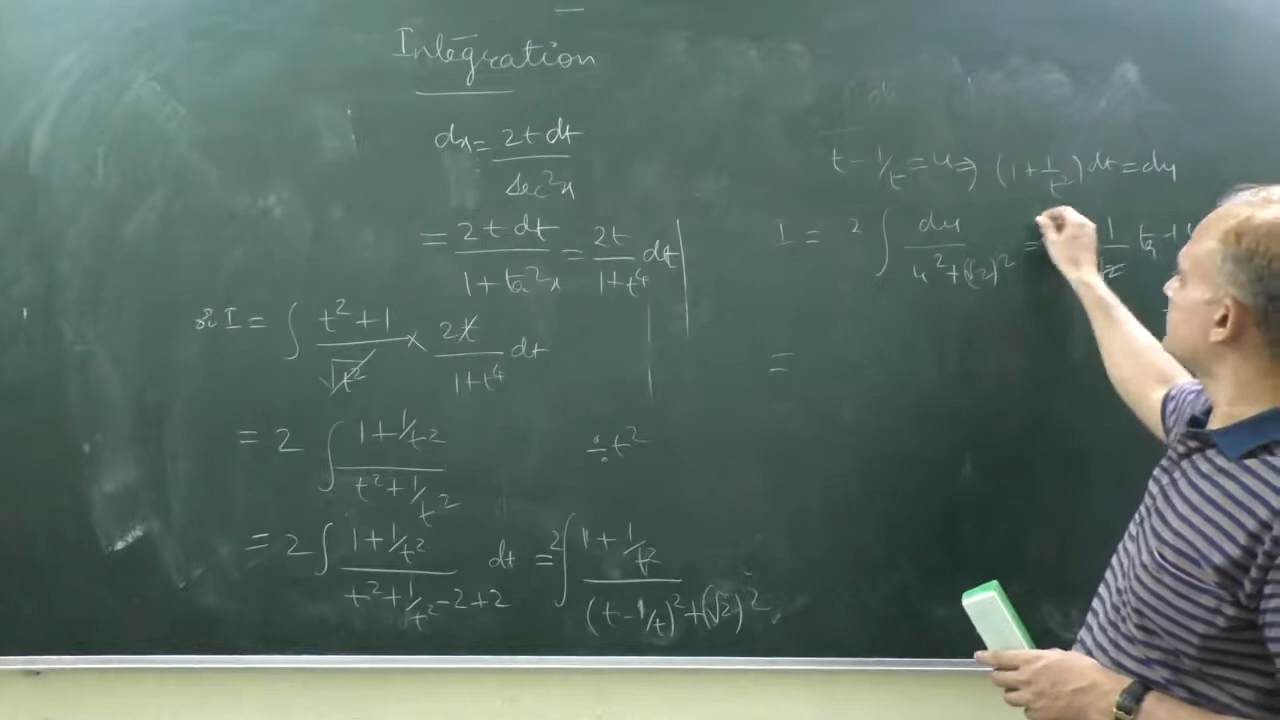 Integration
dx = 2t dt / sec²x
= 2t dt / 1+tan²x = 2t / 1+t⁴ dt
I = ∫ t²+1 / √t² × 2t / 1+t⁴ dt
= 2 ∫ 1+1/t² / t²+1/t² ÷t²
= 2 ∫ 1+1/t² / t²+1/t²-2+2 dt = 2 ∫ 1+1/t² / (t-1/t)²+(√2)²
t-1/t=u⇒ (1+1/t²)dt=du
I = 2 ∫ du / u²+(√2)² =
=